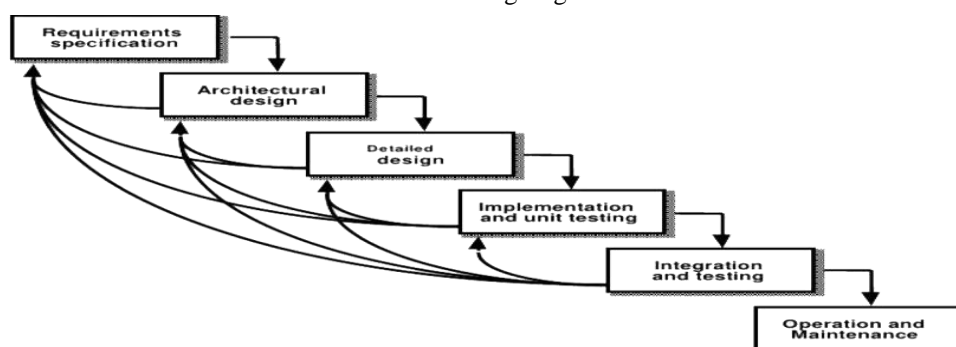 Requirements
specification
Architectural
design
Detailed
design
Implementation
and unit testing
Integration
and testing
Operation and
Maintenance